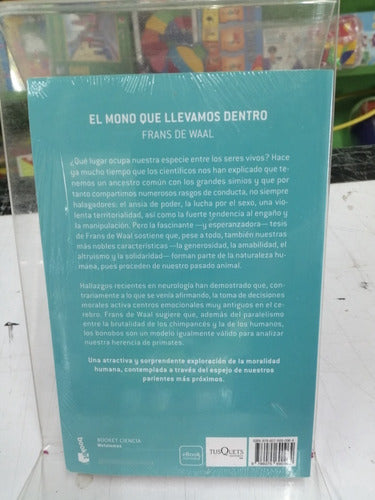 EL MONO QUE LLEVAMOS DENTRO
FRANS DE WAAL
¿Qué lugar ocupa nuestra especie entre los seres vivos? Hace
ya mucho tiempo que los científicos nos han explicado que te-
nemos un ancestro común con los grandes simios y que por
tanto compartimos numerosos rasgos de conducta, no siempre
halagadores: el ansia de poder, la lucha por el sexo, una vio-
lenta territorialidad, así como la fuerte tendencia al engaño y
la manipulación. Pero la fascinante —y esperanzadora— tesis
de Frans de Waal sostiene que, pese a todo, también nuestras
más nobles características —la generosidad, la amabilidad, el
altruismo y la solidaridad— forman parte de la naturaleza hu-
mana, pues proceden de nuestro pasado animal.
Hallazgos recientes en neurología han demostrado que, con-
trariamente a lo que se venía afirmando, la toma de decisiones
morales activa centros emocionales muy antiguos en el ce-
rebro. Frans de Waal sugiere que, además del paralelismo
entre la brutalidad de los chimpancés y la de los humanos,
los bonobos son un modelo igualmente válido para analizar
nuestra herencia de primates.
Una atractiva y sorprendente exploración de la moralidad
humana, contemplada a través del espejo de nuestros
parientes más próximos.
booket
BOOKET CIENCIA
eBook
TUSQUETS